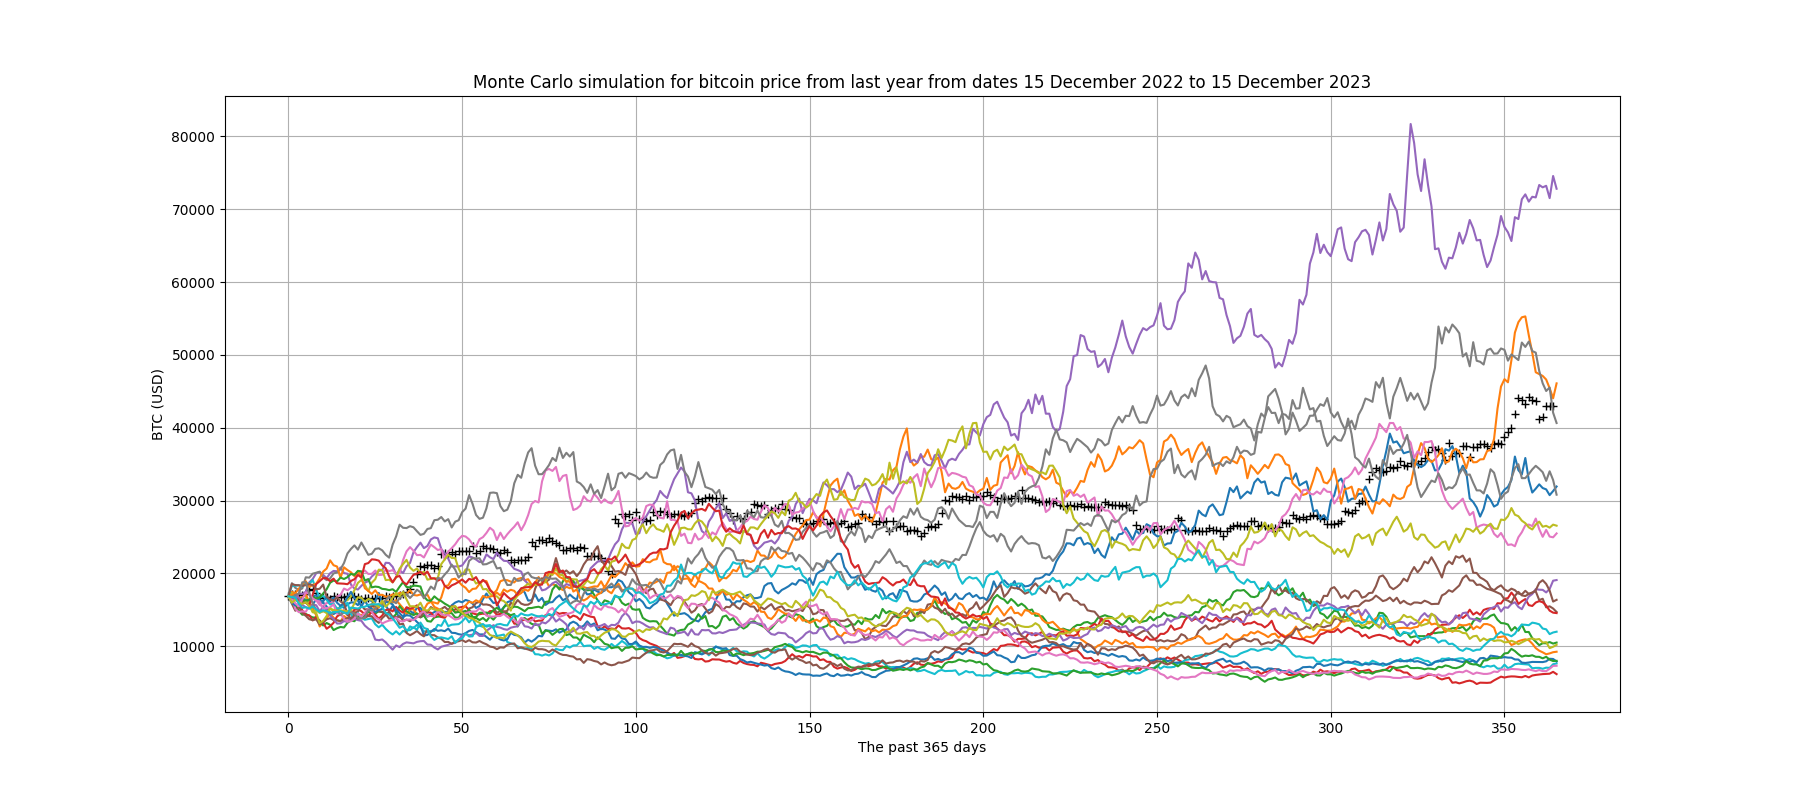 Monte Carlo simulation for bitcoin price from last year from dates 15 December 2022 to 15 December 2023
80000
70000
60000
50000
40000
30000
20000
10000
BTC (USD)
0 50 100 150 200 250 300 350
The past 365 days